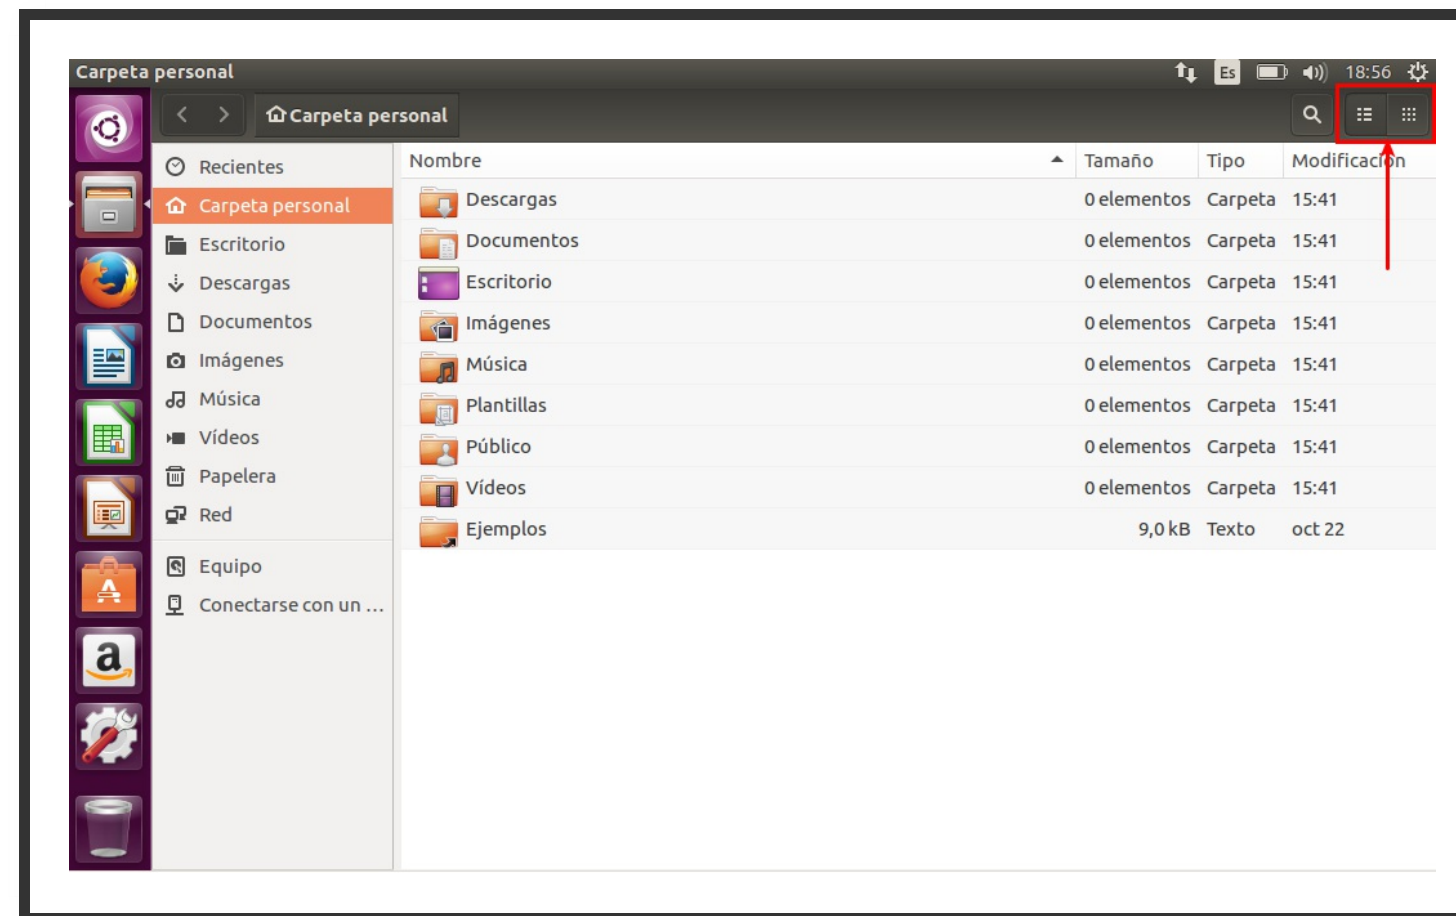 Carpeta personal
Es
18:56
Carpeta personal
Recientes
Carpeta personal
Escritorio
Descargas
Documentos
Imágenes
Música
Vídeos
Papelera
Red
Equipo
Conectarse con un ...
Nombre Tamaño Tipo Modificación
Descargas 0 elementos Carpeta 15:41
Documentos 0 elementos Carpeta 15:41
Escritorio 0 elementos Carpeta 15:41
Imágenes 0 elementos Carpeta 15:41
Música 0 elementos Carpeta 15:41
Plantillas 0 elementos Carpeta 15:41
Público 0 elementos Carpeta 15:41
Vídeos 0 elementos Carpeta 15:41
Ejemplos 9,0 kB Texto oct 22
A
a